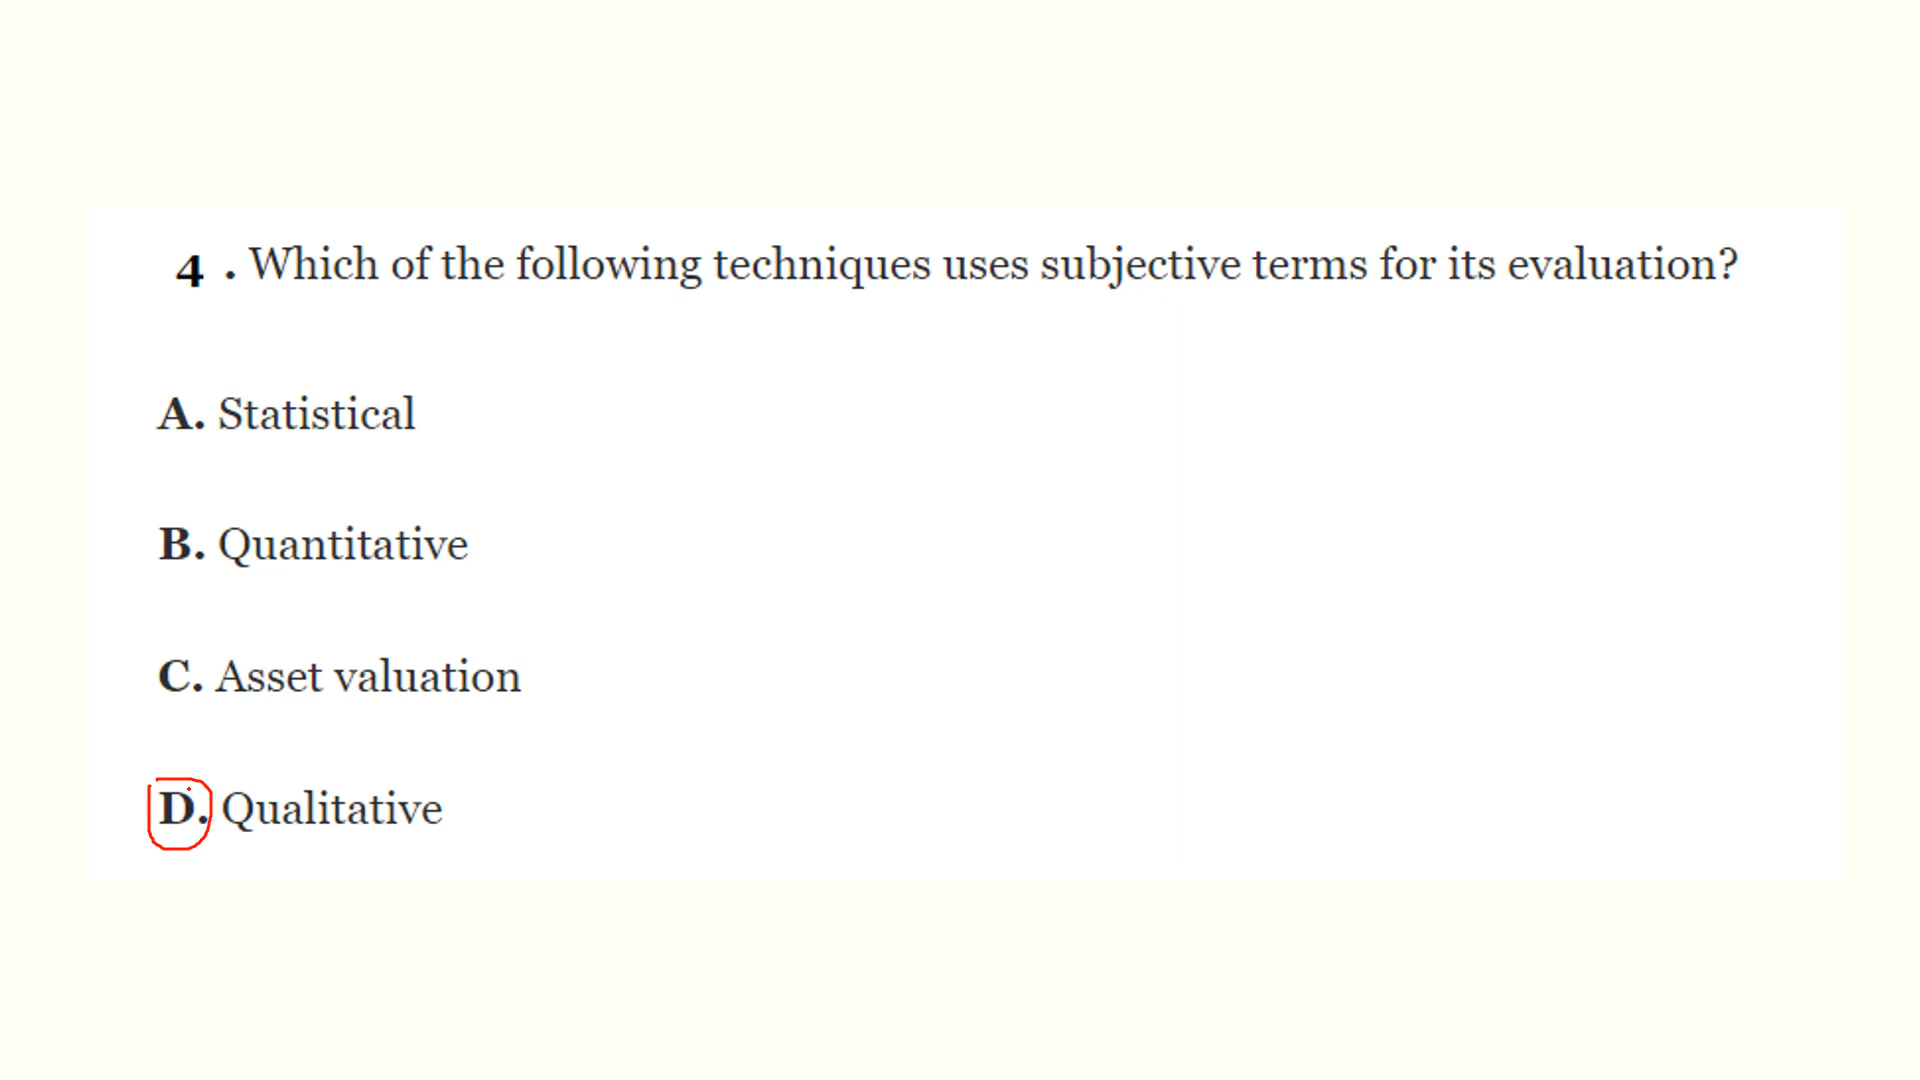 4 . Which of the following techniques uses subjective terms for its evaluation?
A. Statistical
B. Quantitative
C. Asset valuation
D. Qualitative